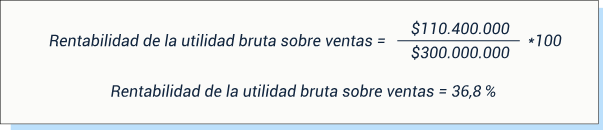 Rentabilidad de la utilidad bruta sobre ventas = $110.400.000 / $300.000.000 *100
Rentabilidad de la utilidad bruta sobre ventas = 36,8 %